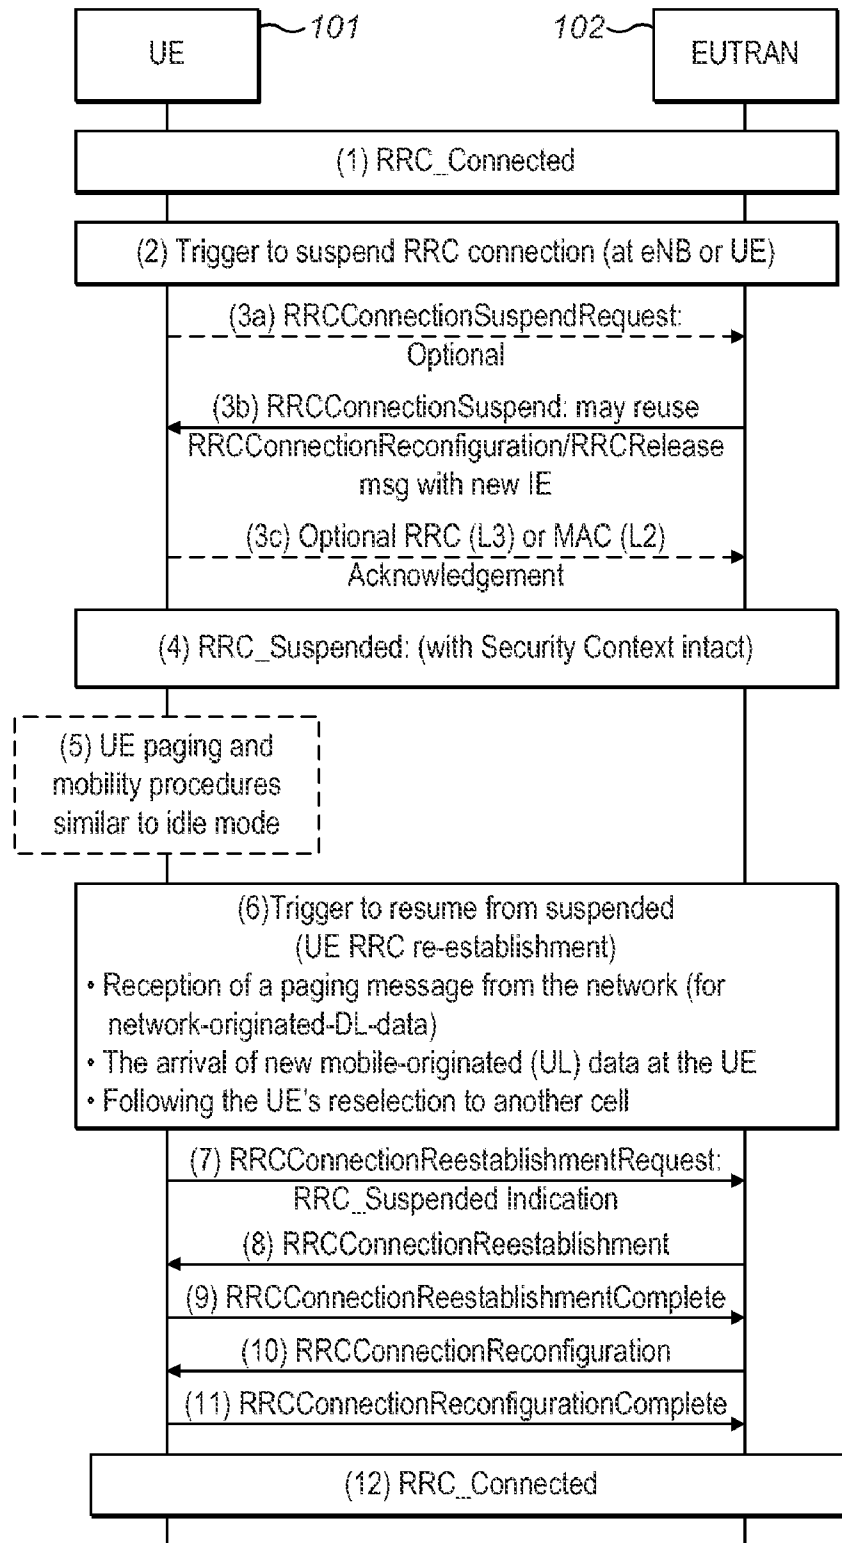 101
102
UE
EUTRAN
(1) RRC_Connected
(2) Trigger to suspend RRC connection (at eNB or UE)
(3a) RRCConnectionSuspendRequest:
Optional
(3b) RRCConnectionSuspend: may reuse
RRCConnectionReconfiguration/RRCRelease
msg with new IE
(3c) Optional RRC (L3) or MAC (L2)
Acknowledgement
(4) RRC_Suspended: (with Security Context intact)
(5) UE paging and
mobility procedures
similar to idle mode
(6)Trigger to resume from suspended
(UE RRC re-establishment)
• Reception of a paging message from the network (for
network-originated-DL-data)
• The arrival of new mobile-originated (UL) data at the UE
• Following the UE's reselection to another cell
(7) RRCConnectionReestablishmentRequest:
RRC_Suspended Indication
(8) RRCConnectionReestablishment
(9) RRCConnectionReestablishmentComplete
(10) RRCConnectionReconfiguration
(11) RRCConnectionReconfigurationComplete
(12) RRC_Connected